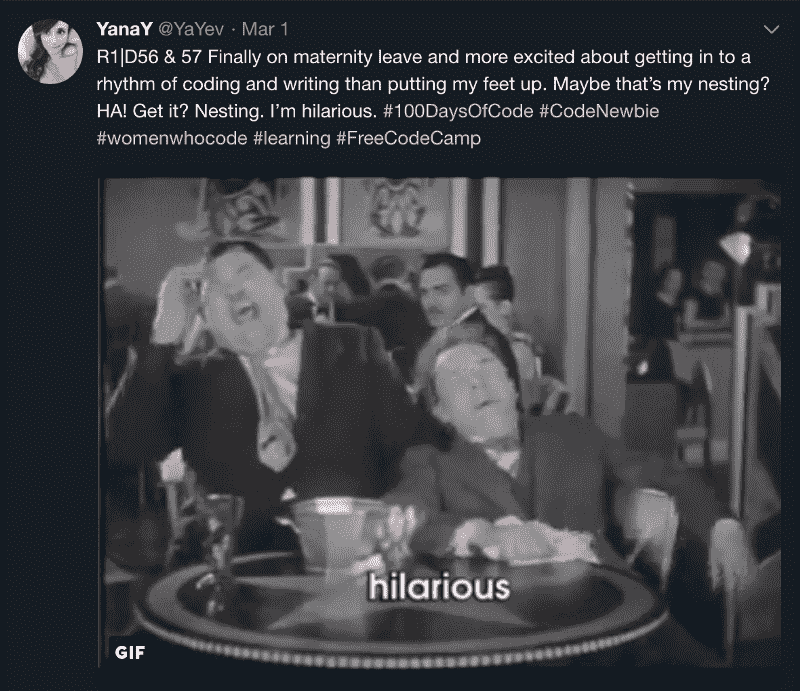 YanaY @YaYev · Mar 1
R1|D56 & 57 Finally on maternity leave and more excited about getting in to a
rhythm of coding and writing than putting my feet up. Maybe that’s my nesting?
HA! Get it? Nesting. I’m hilarious. #100DaysOfCode #CodeNewbie
#womenwhocode #learning #FreeCodeCamp
hilarious
GIF